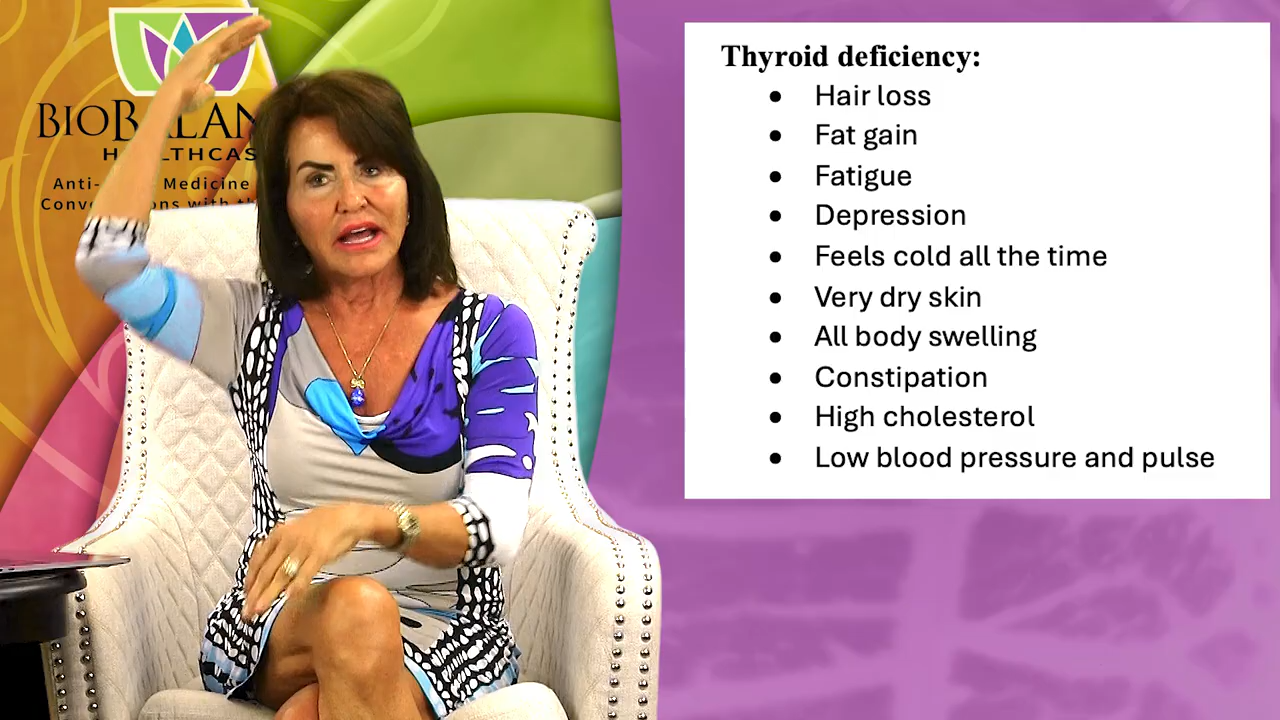 Thyroid deficiency:
• Hair loss
• Fat gain
• Fatigue
• Depression
• Feels cold all the time
• Very dry skin
• All body swelling
• Constipation
• High cholesterol
• Low blood pressure and pulse
Medicine
with